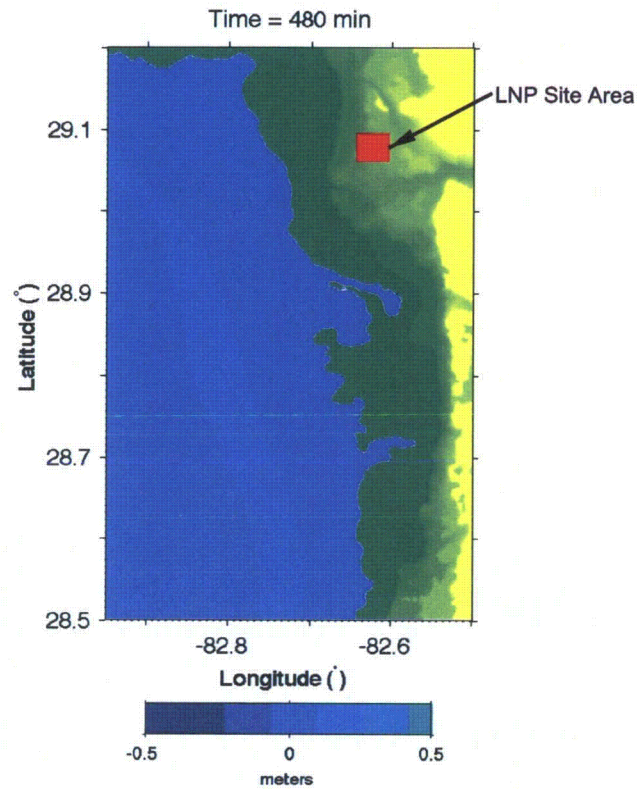 Time = 480 min
LNP Site Area
29.1
28.9
28.7
28.5
Latitude (°)
-82.8
-82.6
Longitude (°)
-0.5
0
0.5
meters